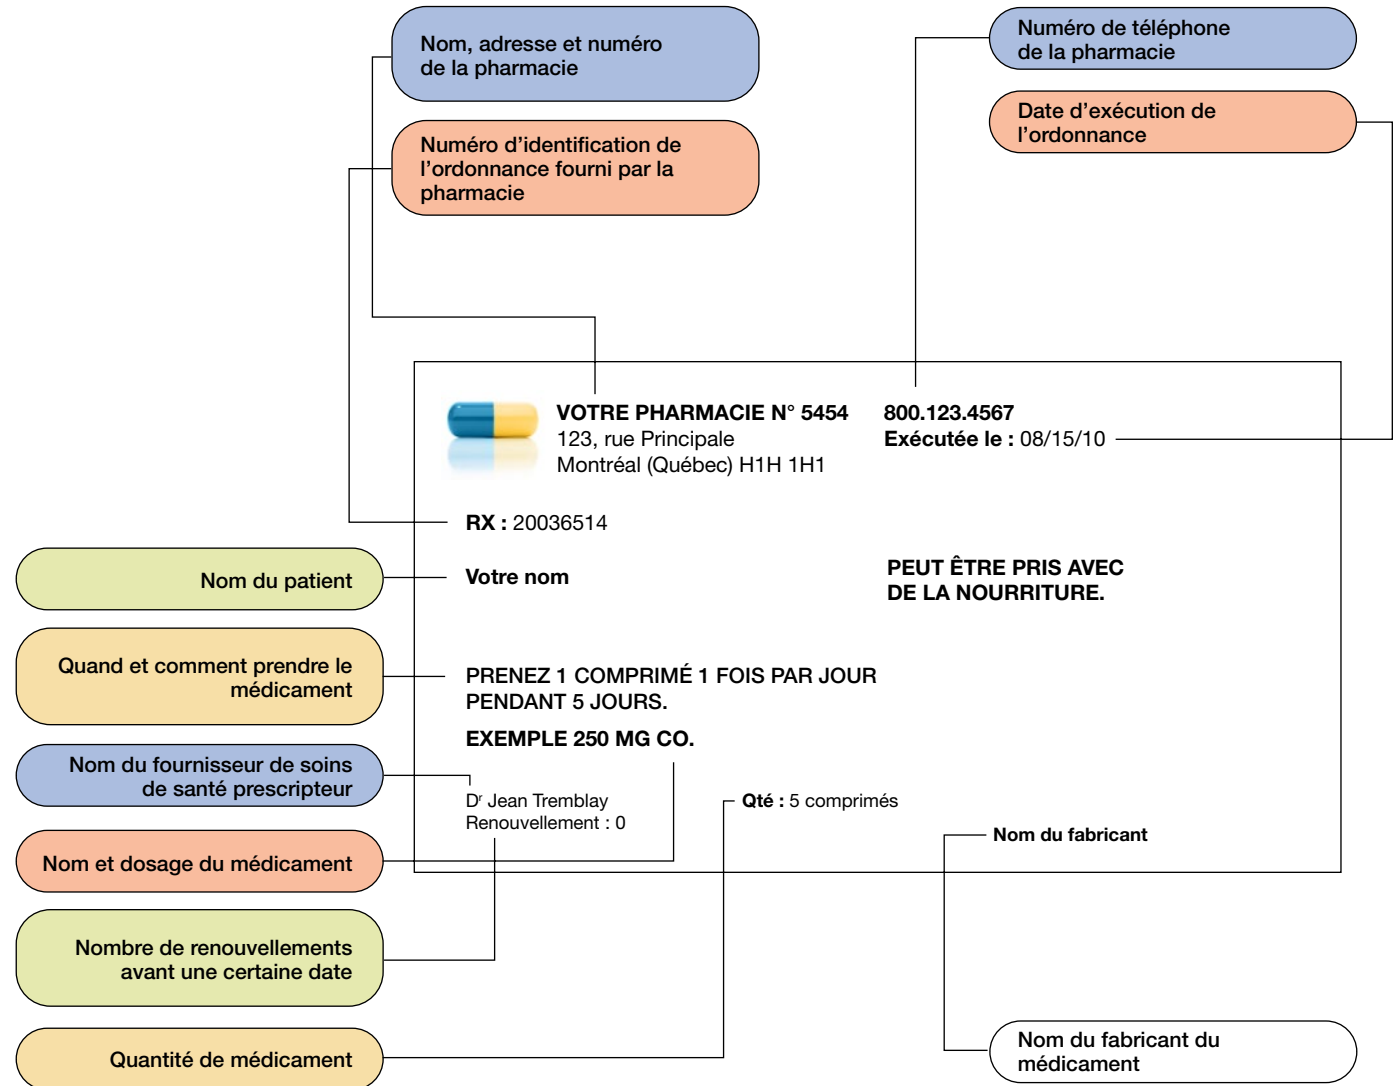 Nom, adresse et numéro
de la pharmacie
Numéro de téléphone
de la pharmacie
Numéro d'identification de
l'ordonnance fourni par la
pharmacie
Date d'exécution de
l'ordonnance
VOTRE PHARMACIE N° 5454
123, rue Principale
Montréal (Québec) H1H 1H1
800.123.4567
Exécutée le : 08/15/10
RX : 20036514
Nom du patient
Votre nom
PEUT ÊTRE PRIS AVEC
DE LA NOURRITURE.
Quand et comment prendre le
médicament
PRENEZ 1 COMPRIMÉ 1 FOIS PAR JOUR
PENDANT 5 JOURS.
EXEMPLE 250 MG CO.
Nom du fournisseur de soins
de santé prescripteur
Dr Jean Tremblay
Renouvellement : 0
Qté : 5 comprimés
Nom du fabricant
Nom et dosage du médicament
Nombre de renouvellements
avant une certaine date
Quantité de médicament
Nom du fabricant du
médicament